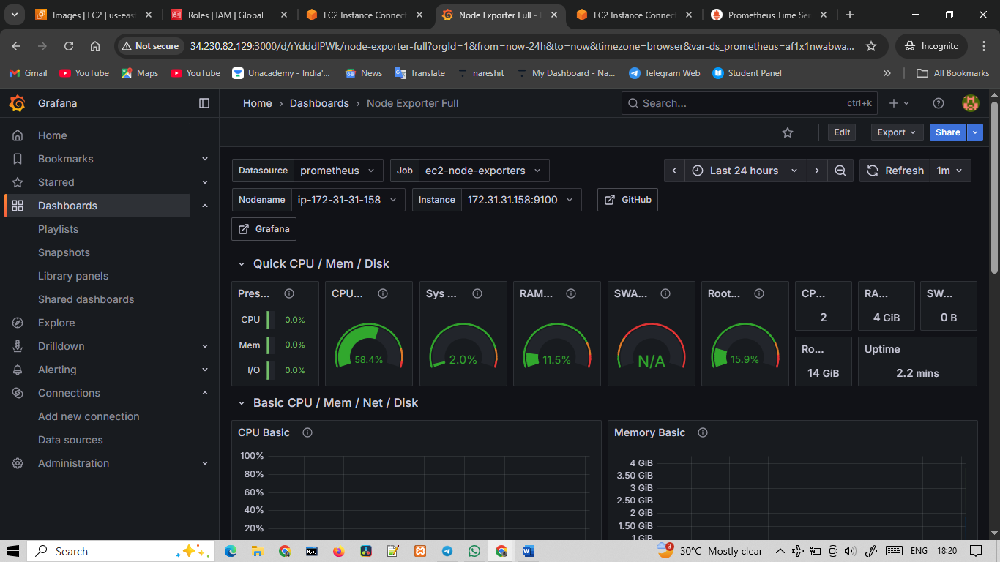 Images | EC2 | us-eas
Roles | IAM | Global
EC2 Instance Connect
Node Exporter Full -
EC2 Instance Connect
Prometheus Time Ser
Not secure
34.230.82.129:3000/d/rYdddlPWk/node-exporter-full?orgId=1&from=now-24h&to=now&timezone=browser&var-ds_prometheus=af1x1nwabwa...
Incognito
Gmail
YouTube
Maps
YouTube
Unacademy - India'...
News
Translate
nareshit
My Dashboard - Na...
Telegram Web
Student Panel
All Bookmarks
Grafana
Home › Dashboards › Node Exporter Full
Search...
ctrl+k
Edit
Export
Share
Home
Bookmarks
Starred
Dashboards
Playlists
Snapshots
Library panels
Shared dashboards
Explore
Drilldown
Alerting
Connections
Add new connection
Data sources
Administration
Datasource prometheus
Job ec2-node-exporters
Last 24 hours
Refresh 1m
Nodename ip-172-31-31-158
Instance 172.31.31.158:9100
GitHub
Grafana
Quick CPU / Mem / Disk
Pres...
CPU 0.0%
Mem 0.0%
I/O 0.0%
CPU...
58.4%
Sys ...
2.0%
RAM...
11.5%
SWA...
N/A
Root...
15.9%
CP...
2
RA...
4 GiB
SW...
0 B
Ro...
14 GiB
Uptime
2.2 mins
Basic CPU / Mem / Net / Disk
CPU Basic
100%
80%
60%
40%
20%
Memory Basic
4 GiB
3.50 GiB
3 GiB
2.50 GiB
2 GiB
1.50 GiB
1 GiB
Search
3
30°C Mostly clear
ENG
18:20